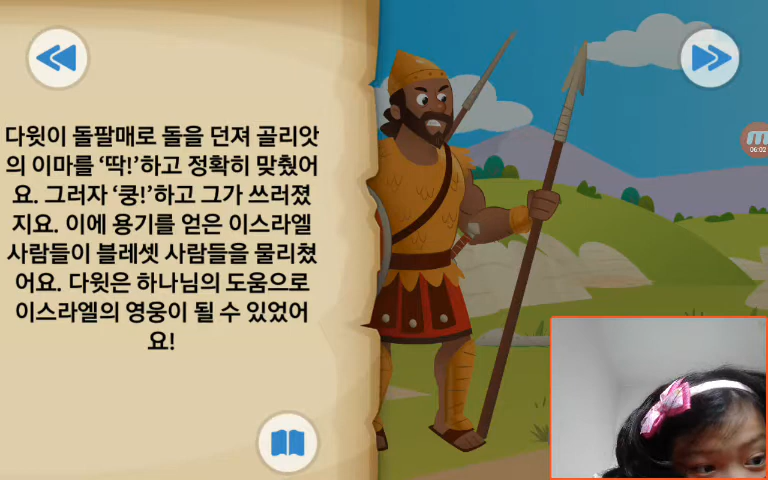 다윗이 돌팔매로 돌을 던져 골리앗
의 이마를 ‘딱!’하고 정확히 맞췄어
요. 그러자 ‘쿵!’하고 그가 쓰러졌
지요. 이에 용기를 얻은 이스라엘
사람들이 블레셋 사람들을 물리쳤
어요. 다윗은 하나님의 도움으로
이스라엘의 영웅이 될 수 있었어
요!
06:02